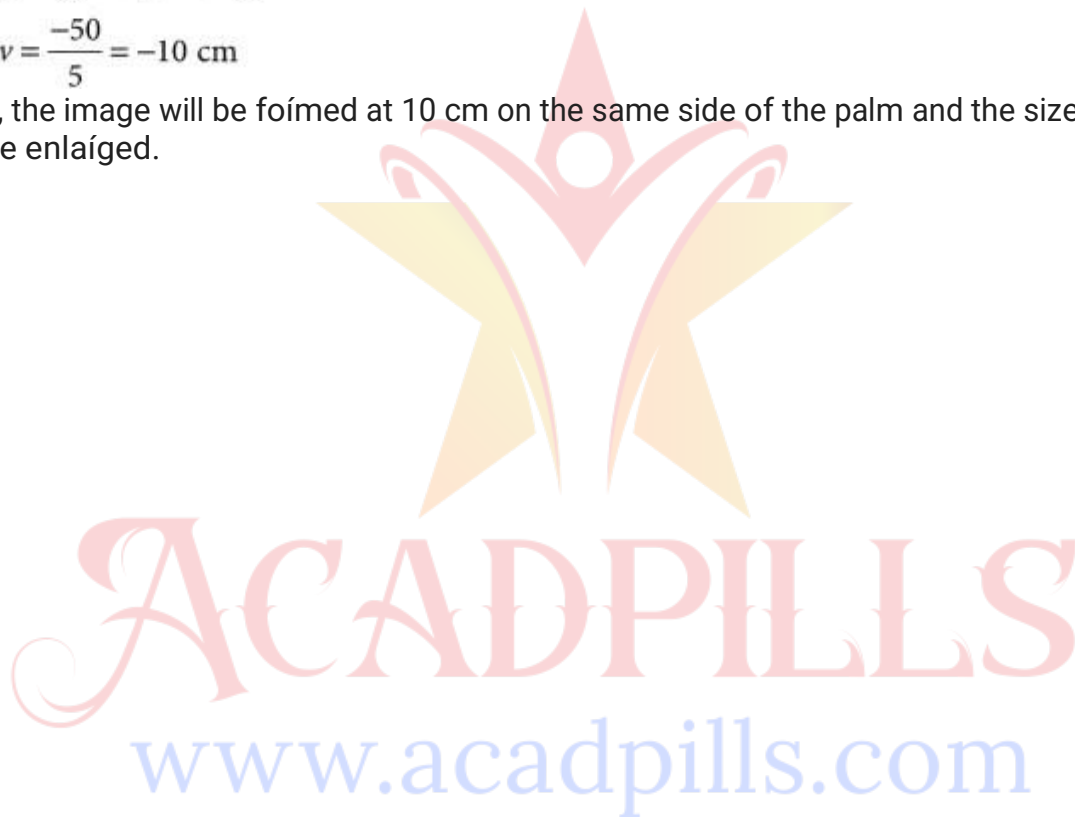 v = −50/5 = −10 cm
, the image will be foímed at 10 cm on the same side of the palm and the size
e enlaíged.
ACADPILLS
www.acadpills.com